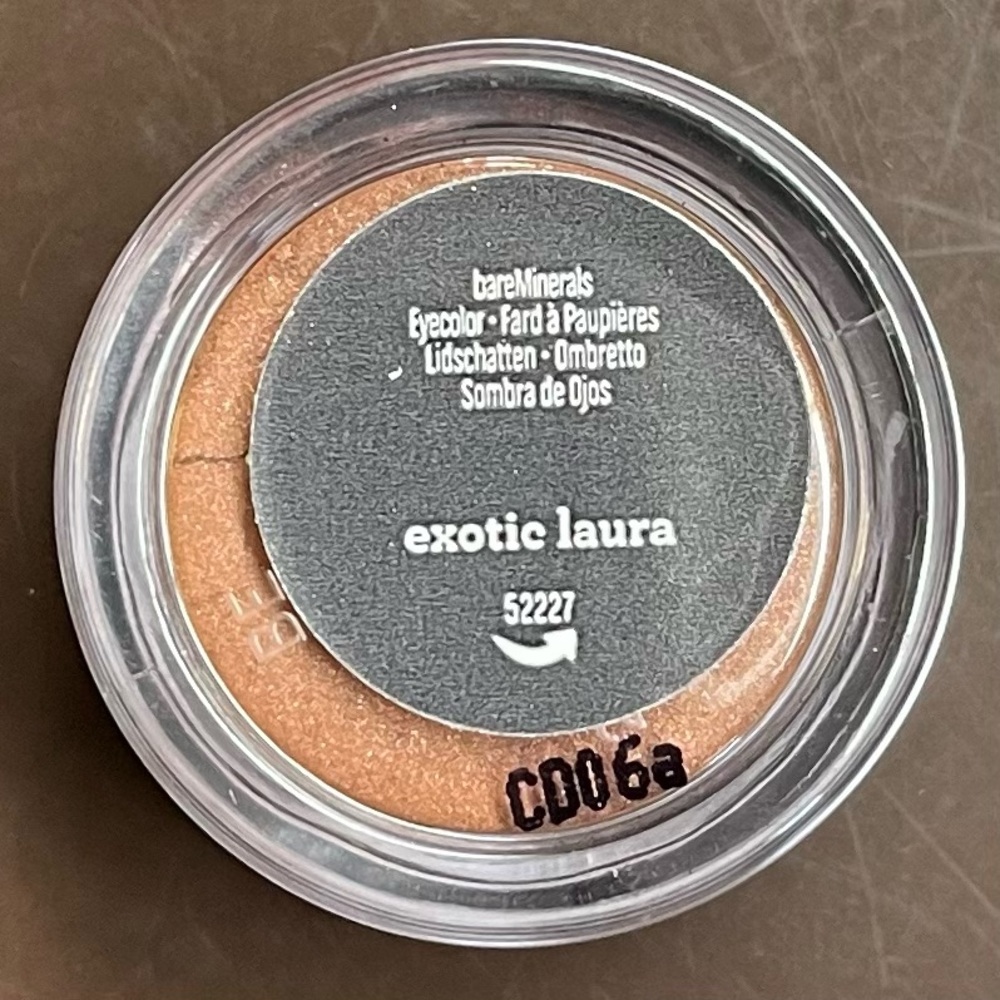 bareMinerals
Eyecolor • Fard à Paupières
Lidschatten • Ombretto
Sombra de Ojos
exotic laura
52227
CD06a